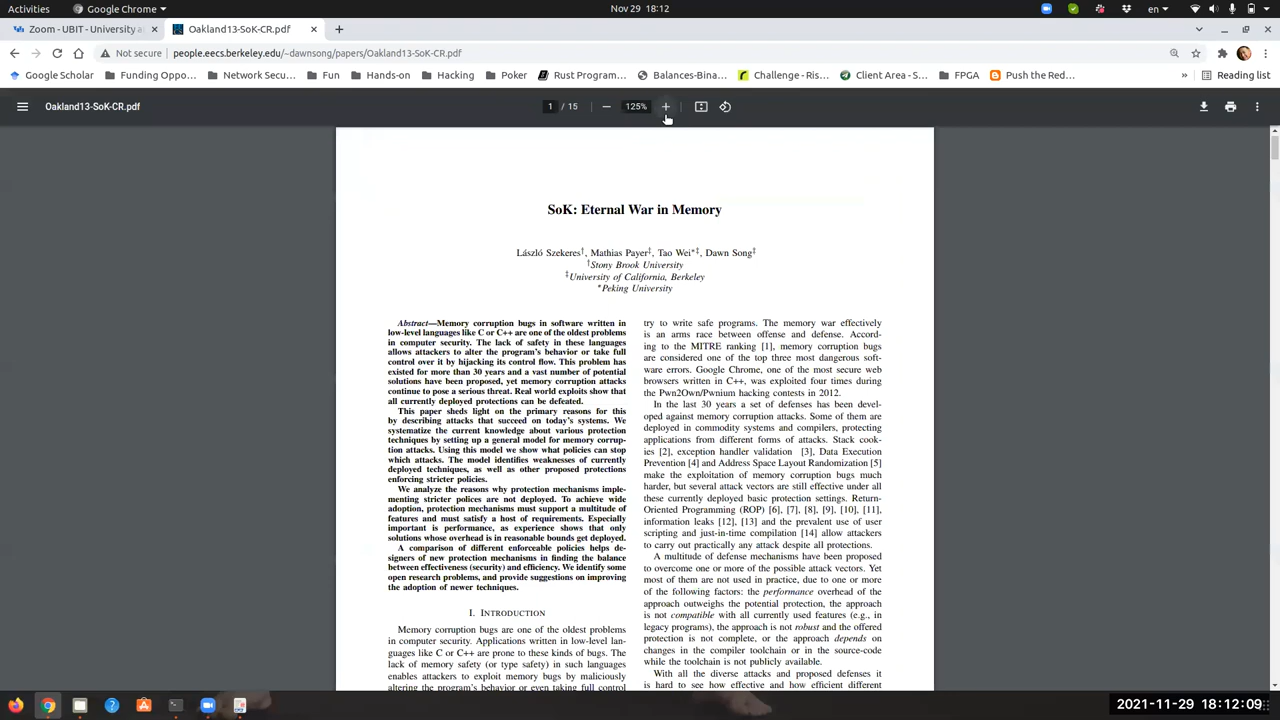 Activities
Google Chrome
Nov 29 18:12
en
Zoom - UBIT - University a
Oakland13-SoK-CR.pdf
Not secure
people.eecs.berkeley.edu/~dawnsong/papers/Oakland13-SoK-CR.pdf
Google Scholar
Funding Oppo...
Network Secu...
Fun
Hands-on
Hacking
Poker
Rust Program...
Balances-Bina...
Challenge - Ris...
Client Area - S...
FPGA
Push the Red...
»
Reading list
Oakland13-SoK-CR.pdf
1 / 15
125%
SoK: Eternal War in Memory
László Szekeres†, Mathias Payer‡, Tao Wei*‡, Dawn Song‡
†Stony Brook University
‡University of California, Berkeley
*Peking University
Abstract—Memory corruption bugs in software written in
low-level languages like C or C++ are one of the oldest problems
in computer security. The lack of safety in these languages
allows attackers to alter the program's behavior or take full
control over it by hijacking its control flow. This problem has
existed for more than 30 years and a vast number of potential
solutions have been proposed, yet memory corruption attacks
continue to pose a serious threat. Real world exploits show that
all currently deployed protections can be defeated.
This paper sheds light on the primary reasons for this
by describing attacks that succeed on today's systems. We
systematize the current knowledge about various protection
techniques by setting up a general model for memory corrup-
tion attacks. Using this model we show what policies can stop
which attacks. The model identifies weaknesses of currently
deployed techniques, as well as other proposed protections
enforcing stricter policies.
We analyze the reasons why protection mechanisms imple-
menting stricter polices are not deployed. To achieve wide
adoption, protection mechanisms must support a multitude of
features and must satisfy a host of requirements. Especially
important is performance, as experience shows that only
solutions whose overhead is in reasonable bounds get deployed.
A comparison of different enforceable policies helps de-
signers of new protection mechanisms in finding the balance
between effectiveness (security) and efficiency. We identify some
open research problems, and provide suggestions on improving
the adoption of newer techniques.
I. Introduction
Memory corruption bugs are one of the oldest problems
in computer security. Applications written in low-level lan-
guages like C or C++ are prone to these kinds of bugs. The
lack of memory safety (or type safety) in such languages
enables attackers to exploit memory bugs by maliciously
altering the program's behavior or even taking full control
try to write safe programs. The memory war effectively
is an arms race between offense and defense. Accord-
ing to the MITRE ranking [1], memory corruption bugs
are considered one of the top three most dangerous soft-
ware errors. Google Chrome, one of the most secure web
browsers written in C++, was exploited four times during
the Pwn2Own/Pwnium hacking contests in 2012.
In the last 30 years a set of defenses has been devel-
oped against memory corruption attacks. Some of them are
deployed in commodity systems and compilers, protecting
applications from different forms of attacks. Stack cook-
ies [2], exception handler validation [3], Data Execution
Prevention [4] and Address Space Layout Randomization [5]
make the exploitation of memory corruption bugs much
harder, but several attack vectors are still effective under all
these currently deployed basic protection settings. Return-
Oriented Programming (ROP) [6], [7], [8], [9], [10], [11],
information leaks [12], [13] and the prevalent use of user
scripting and just-in-time compilation [14] allow attackers
to carry out practically any attack despite all protections.
A multitude of defense mechanisms have been proposed
to overcome one or more of the possible attack vectors. Yet
most of them are not used in practice, due to one or more
of the following factors: the performance overhead of the
approach outweighs the potential protection, the approach
is not compatible with all currently used features (e.g., in
legacy programs), the approach is not robust and the offered
protection is not complete, or the approach depends on
changes in the compiler toolchain or in the source-code
while the toolchain is not publicly available.
With all the diverse attacks and proposed defenses it
is hard to see how effective and how efficient different
2021-11-29 18:12:09